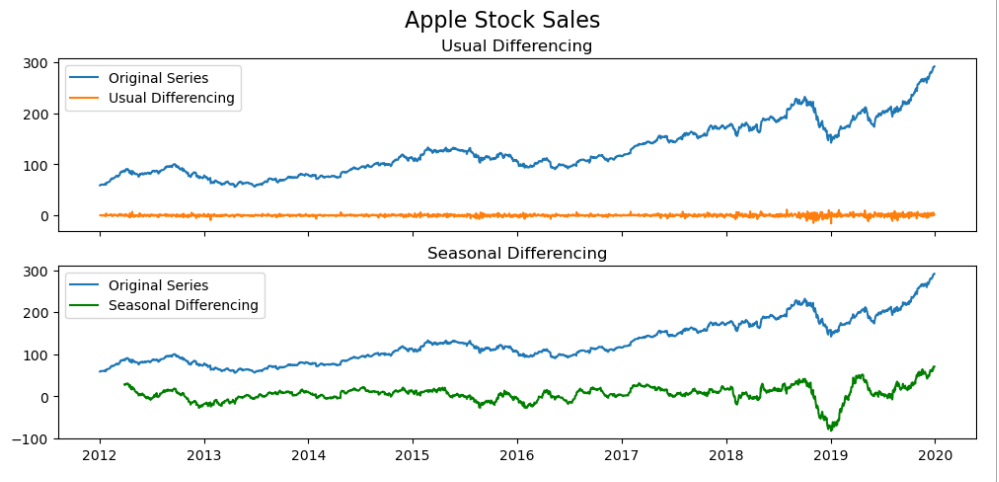 Apple Stock Sales
Usual Differencing
300
200
100
0
Original Series
Usual Differencing
Seasonal Differencing
300
200
100
0
−100
Original Series
Seasonal Differencing
2012 2013 2014 2015 2016 2017 2018 2019 2020